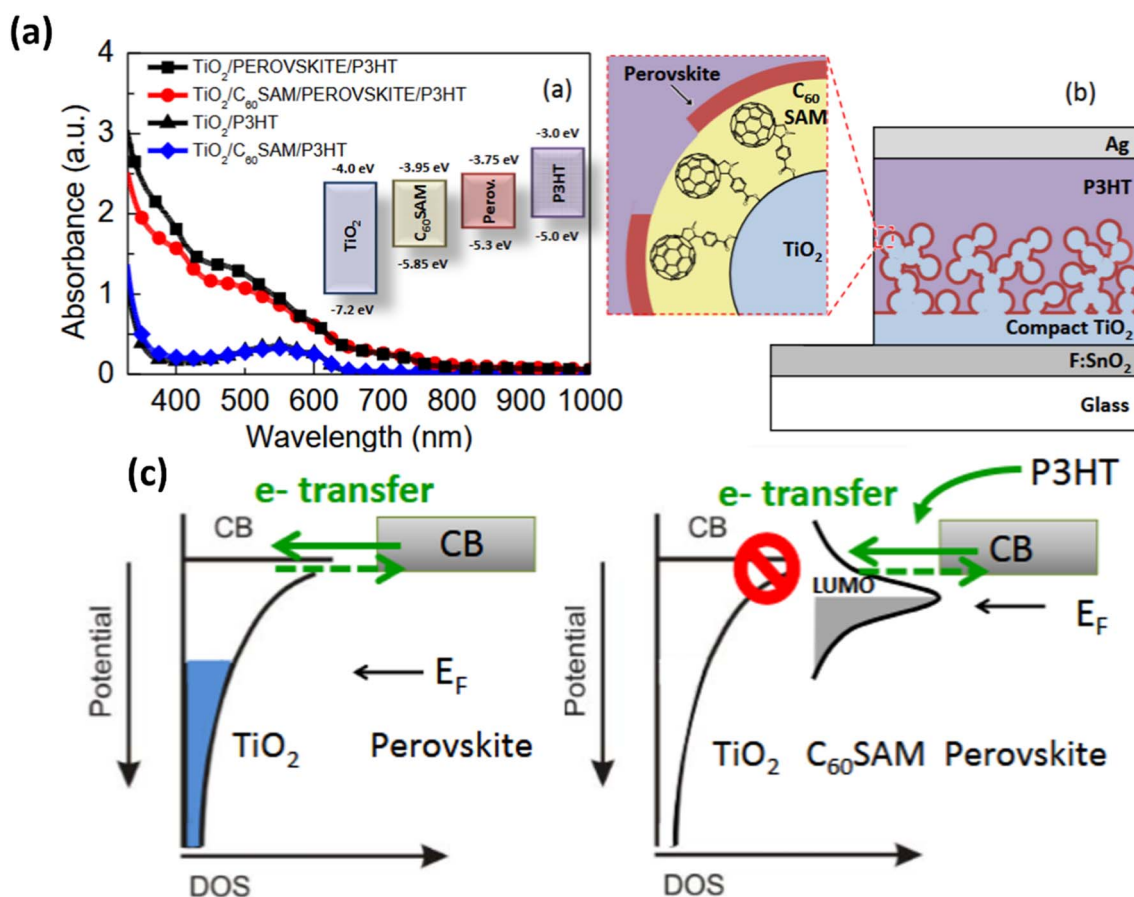 (a)
4
3
2
1
0
Absorbance (a.u.)
TiO₂/PEROVSKITE/P3HT
TiO₂/C₆₀SAM/PEROVSKITE/P3HT
TiO₂/P3HT
TiO₂/C₆₀SAM/P3HT
(a)
-4.0 eV
-3.95 eV
-3.75 eV
-3.0 eV
TiO₂
C₆₀SAM
Perov.
P3HT
-7.2 eV
-5.85 eV
-5.3 eV
-5.0 eV
400 500 600 700 800 900 1000
Wavelength (nm)
Perovskite
C₆₀
SAM
TiO₂
(b)
Ag
P3HT
Compact TiO₂
F:SnO₂
Glass
(c)
e- transfer
CB
CB
Potential
E_F
TiO₂ Perovskite
DOS
e- transfer
P3HT
CB
CB
LUMO
Potential
E_F
TiO₂ C₆₀SAM Perovskite
DOS